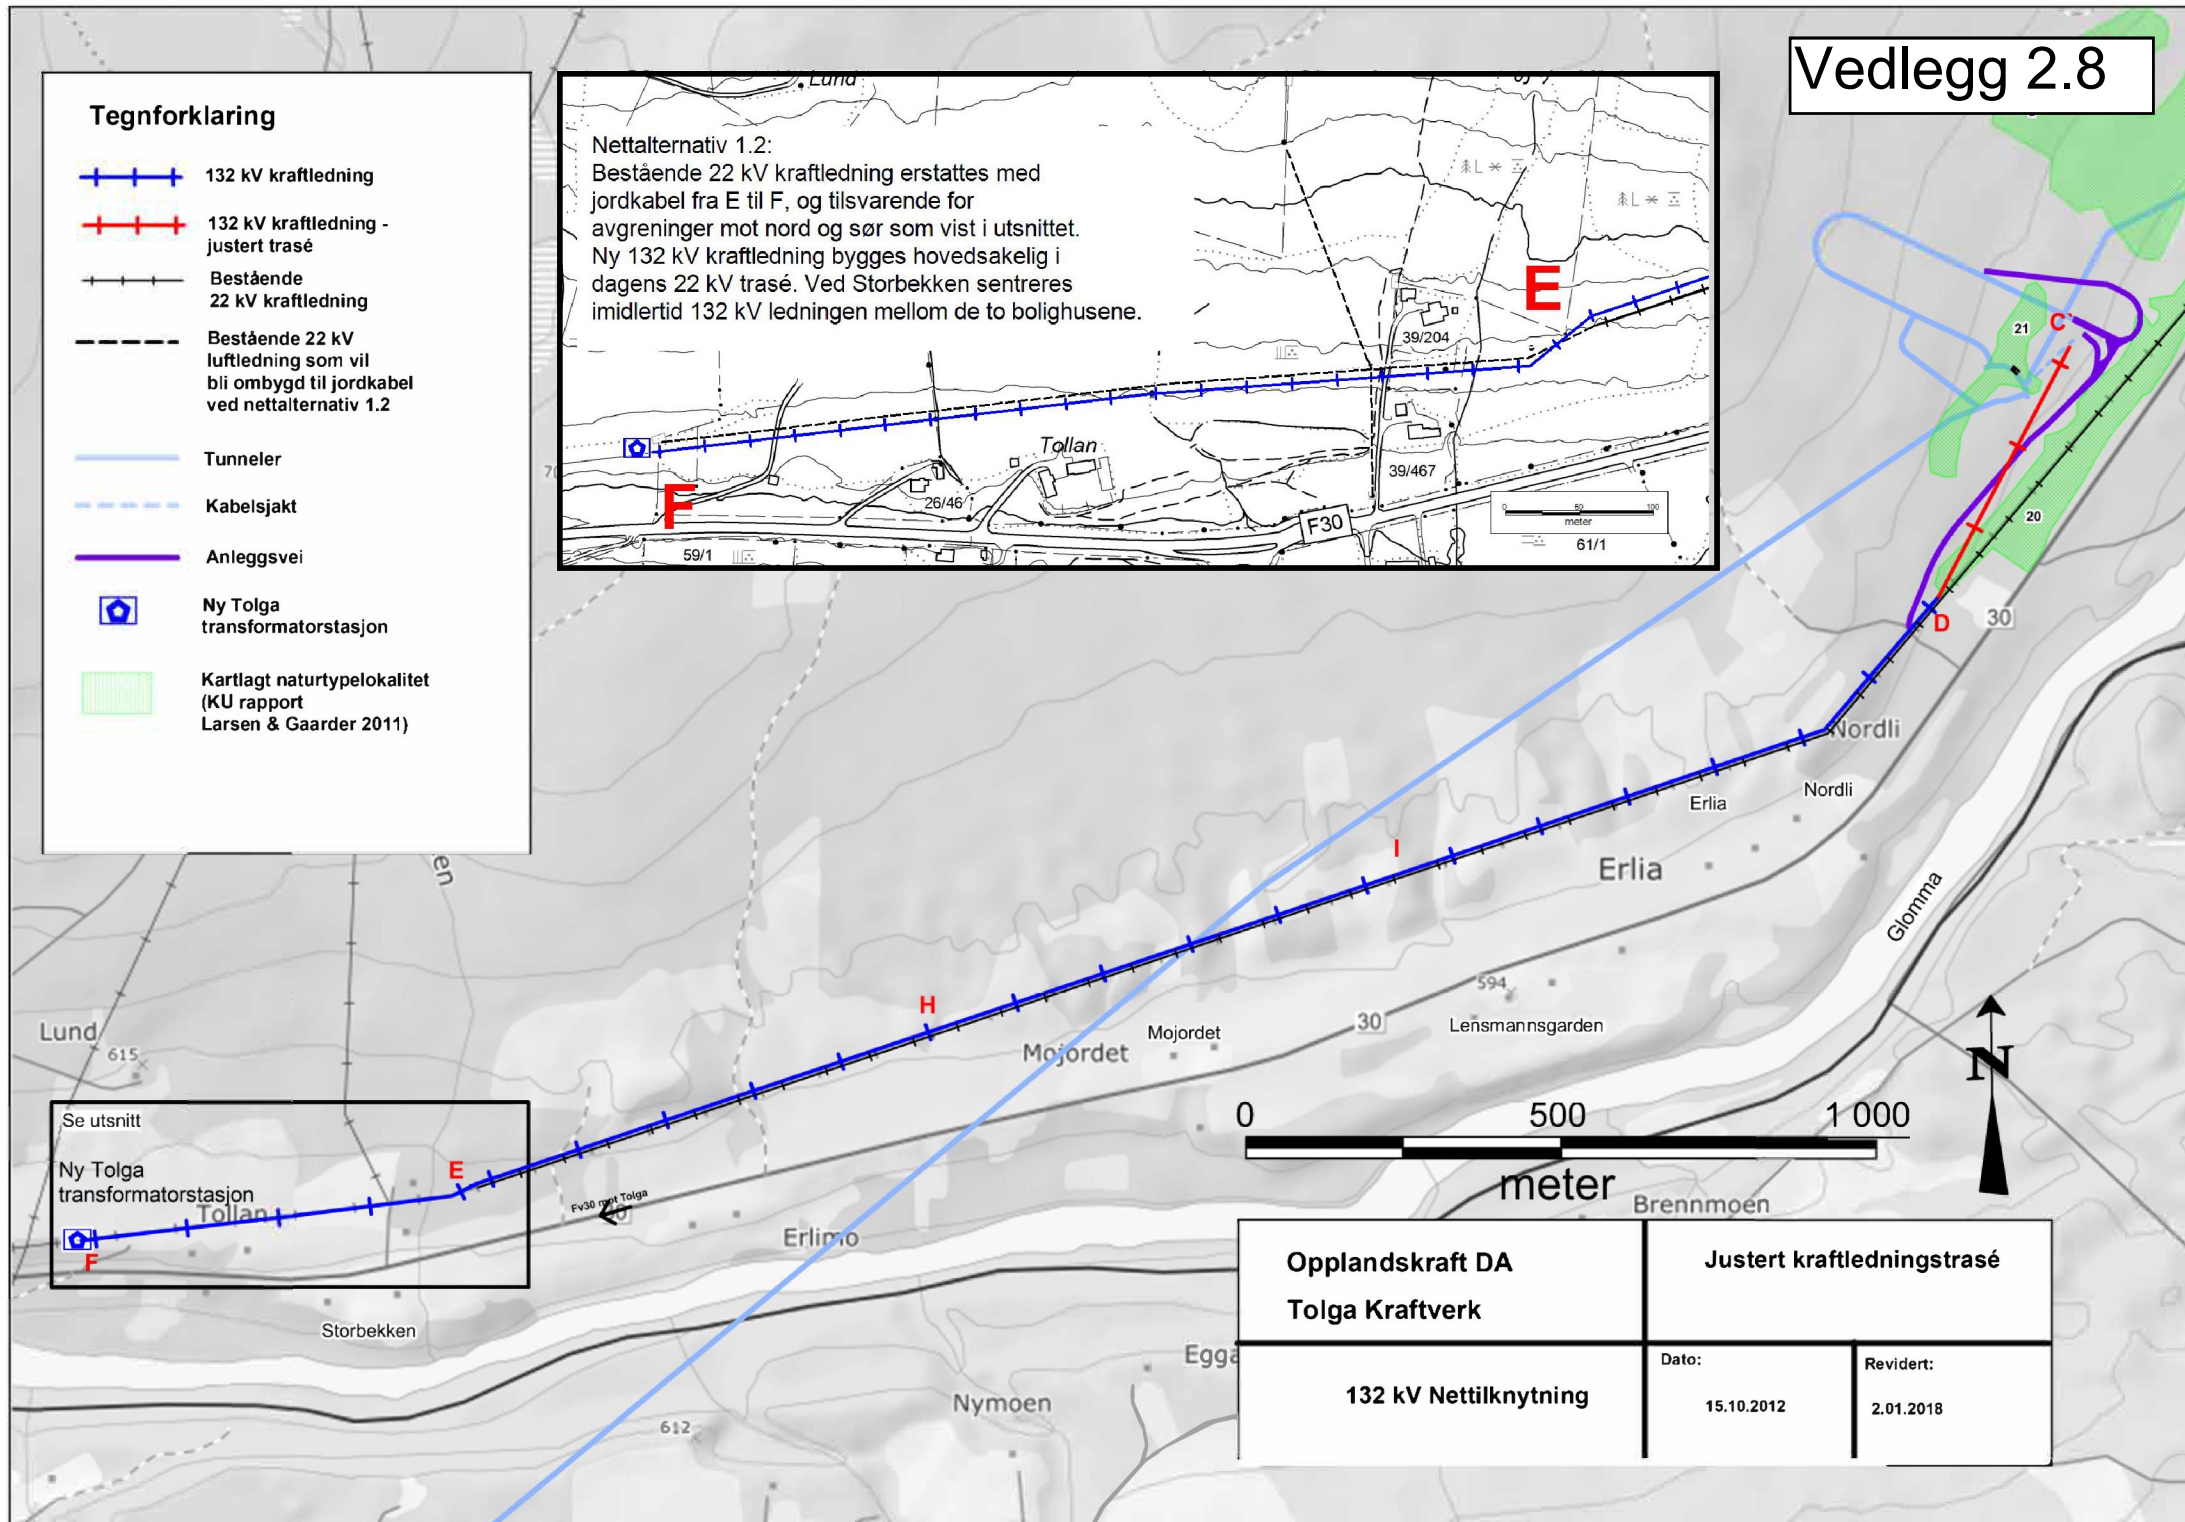 Vedlegg 2.8
Tegnforklaring
132 kV kraftledning
132 kV kraftledning -
justert trasé
Bestående
22 kV kraftledning
Bestående 22 kV
luftledning som vil
bli ombygd til jordkabel
ved nettalternativ 1.2
Tunneler
Kabelsjakt
Anleggsvei
Ny Tolga
transformatorstasjon
Kartlagt naturtypelokalitet
(KU rapport
Larsen & Gaarder 2011)
Lund
Nettalternativ 1.2:
Bestående 22 kV kraftledning erstattes med
jordkabel fra E til F, og tilsvarende for
avgreninger mot nord og sør som vist i utsnittet.
Ny 132 kV kraftledning bygges hovedsakelig i
dagens 22 kV trasé. Ved Storbekken sentreres
imidlertid 132 kV ledningen mellom de to bolighusene.
L
L
E
39/204
Tollan
39/467
F
26/46
F30
59/1
0 50 100
meter
61/1
C
21
20
D
30
Nordli
Nordli
Erlia
I
Erlia
Glomma
594
Lensmannsgarden
30
H
Mojordet
Mojordet
en
Lund
615
Se utsnitt
Ny Tolga
transformatorstasjon
Tollan
E
F
Fv30 mot Tolga
Erlimo
Storbekken
0 500 1 000
meter
N
Brennmoen
Egga
Nymoen
612
Opplandskraft DA
Tolga Kraftverk
Justert kraftledningstrasé
132 kV Nettilknytning
Dato:
15.10.2012
Revidert:
2.01.2018